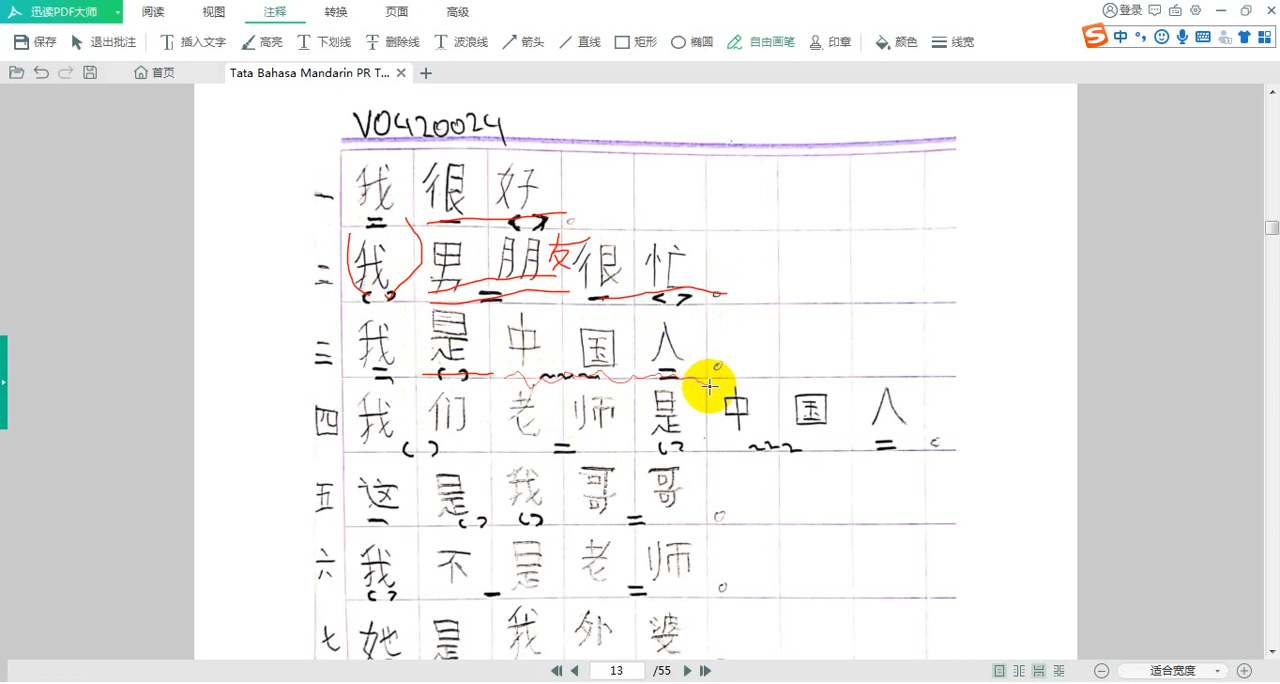 迅读PDF大师 阅读 视图 注释 转换 页面 高级 登录
保存 退出批注 插入文字 高亮 下划线 删除线 波浪线 箭头 直线 矩形 椭圆 自由画笔 印章 颜色 线宽 中
首页 Tata Bahasa Mandarin PR T...
V0420024
一 我很好。
二 我男朋友很忙。
三 我是中国人。
四 我们老师是中国人。
五 这是我哥哥。
六 我不是老师。
七 她是我外婆
13 /55 适合宽度